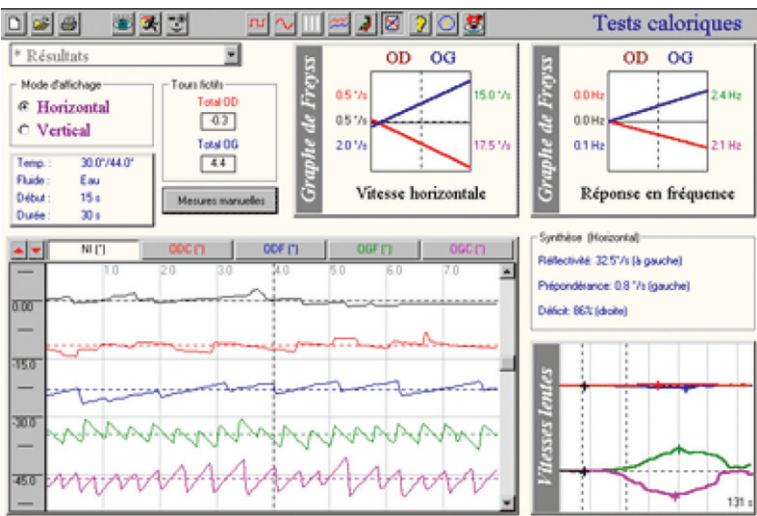 Tests caloriques
* Résultats
Mode d'affichage
Horizontal
Vertical
Tours fictifs
Total OD
-0.3
Total OG
4.4
Temp. : 30.0°/44.0°
Fluide : Eau
Début : 15 s
Durée : 30 s
Mesures manuelles
Graphe de Freyss
OD OG
0.5 °/s 15.0 °/s
0.5 °/s
2.0 °/s 17.5 °/s
Vitesse horizontale
Graphe de Freyss
OD OG
0.0 Hz 2.4 Hz
0.0 Hz
0.1 Hz 2.1 Hz
Réponse en fréquence
NI (°) ODC (°) ODF (°) OGF (°) OGC (°)
1.0 2.0 3.0 4.0 5.0 6.0 7.0
0.00
-15.0
-30.0
-45.0
Synthèse (Horizontal)
Réflectivité: 32.5°/s (à gauche)
Prépondérance: 0.8 °/s (gauche)
Déficit: 86% (droite)
Vitesses lentes
131 s